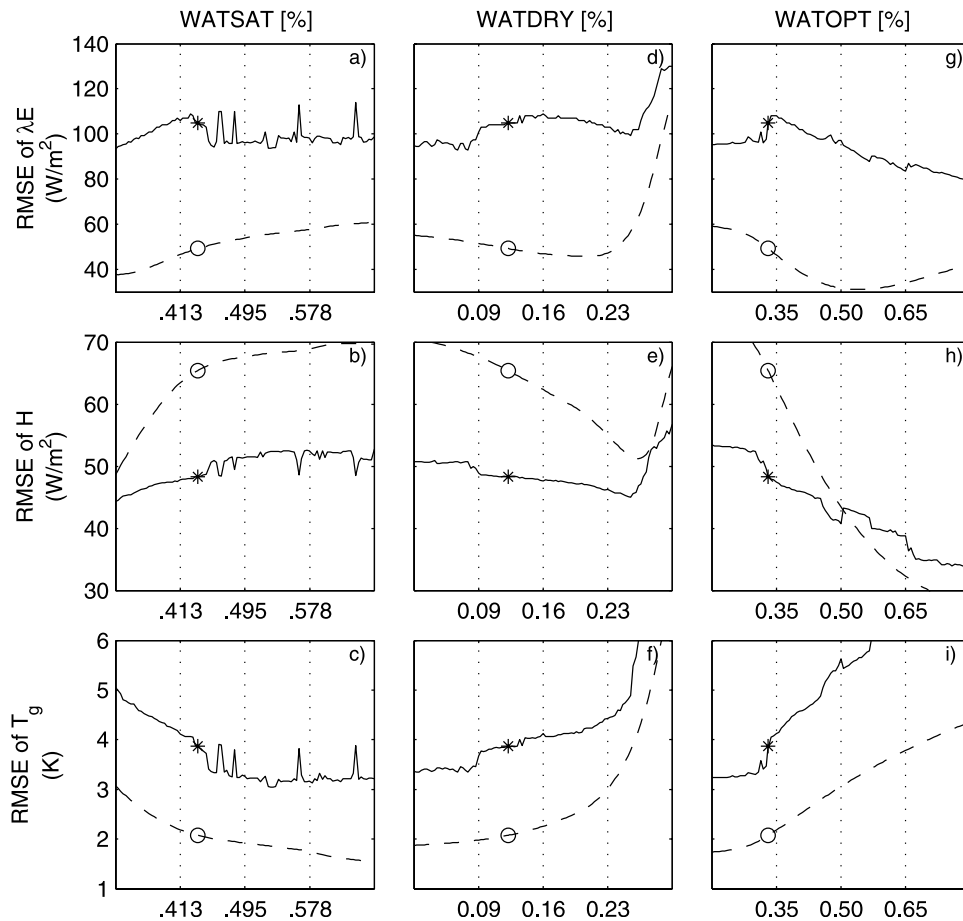 WATSAT [%]
WATDRY [%]
WATOPT [%]
RMSE of λE
(W/m²)
140
120
100
80
60
40
a)
.413
.495
.578
d)
0.09
0.16
0.23
g)
0.35
0.50
0.65
RMSE of H
(W/m²)
70
60
50
40
30
b)
.413
.495
.578
e)
0.09
0.16
0.23
h)
0.35
0.50
0.65
RMSE of T_g
(K)
6
5
4
3
2
1
c)
.413
.495
.578
f)
0.09
0.16
0.23
i)
0.35
0.50
0.65